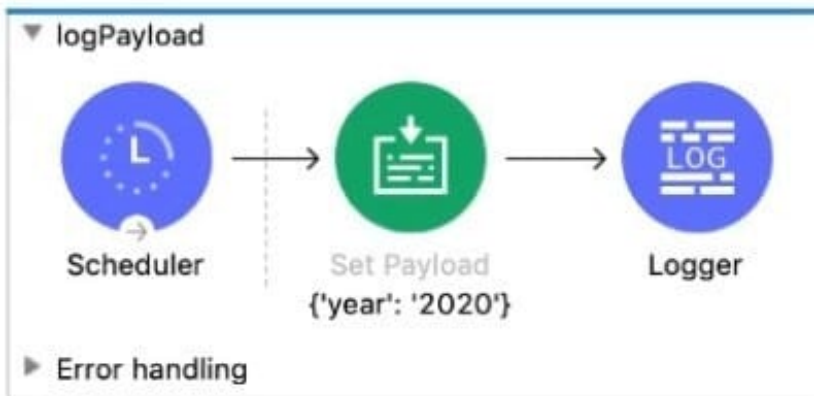 logPayload
LOG
Scheduler
Set Payload
Logger
{'year': '2020'}
Error handling